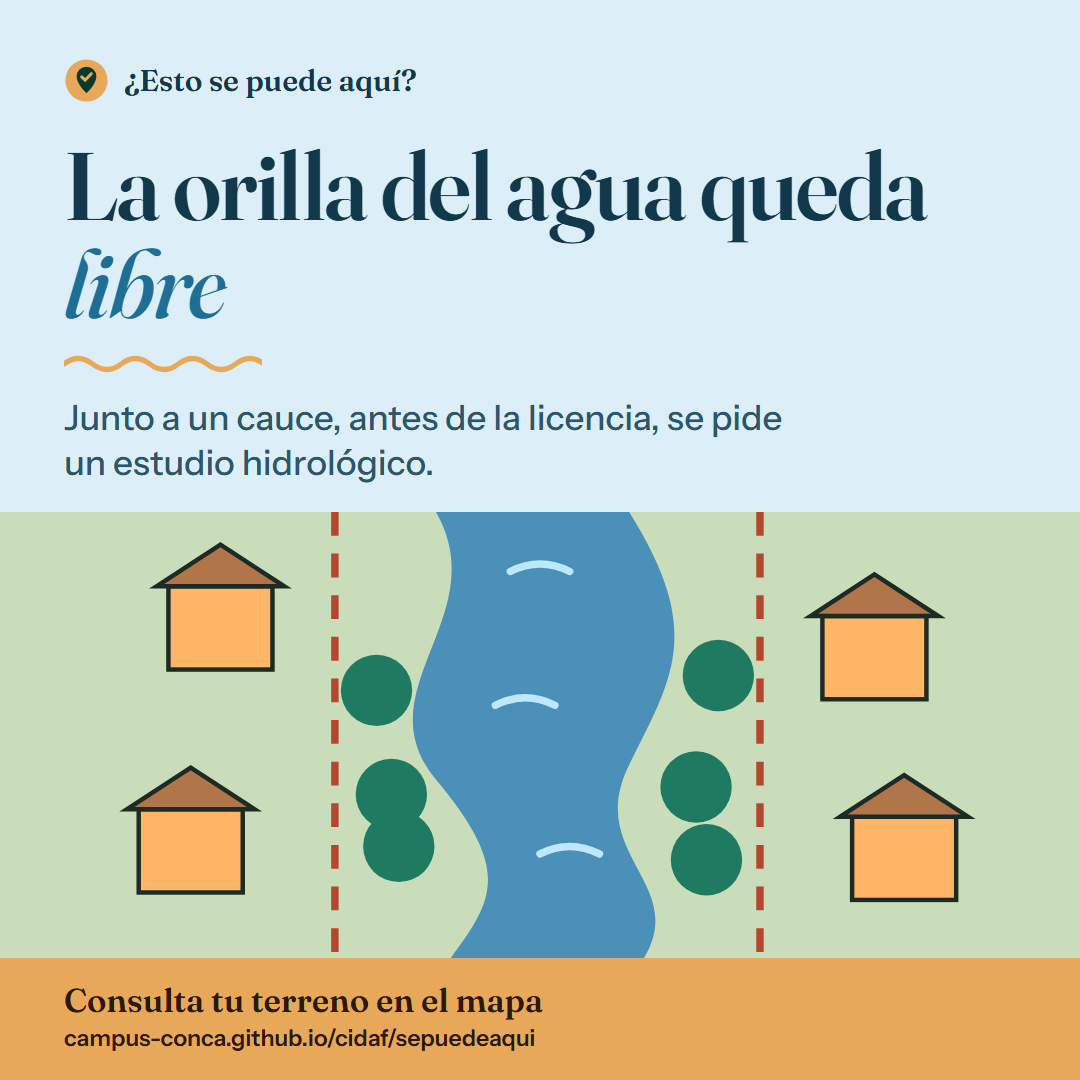 ¿Esto se puede aquí?
La orilla del agua queda
libre
Junto a un cauce, antes de la licencia, se pide
un estudio hidrológico.
Consulta tu terreno en el mapa
campus-conca.github.io/cidaf/sepuedeaqui